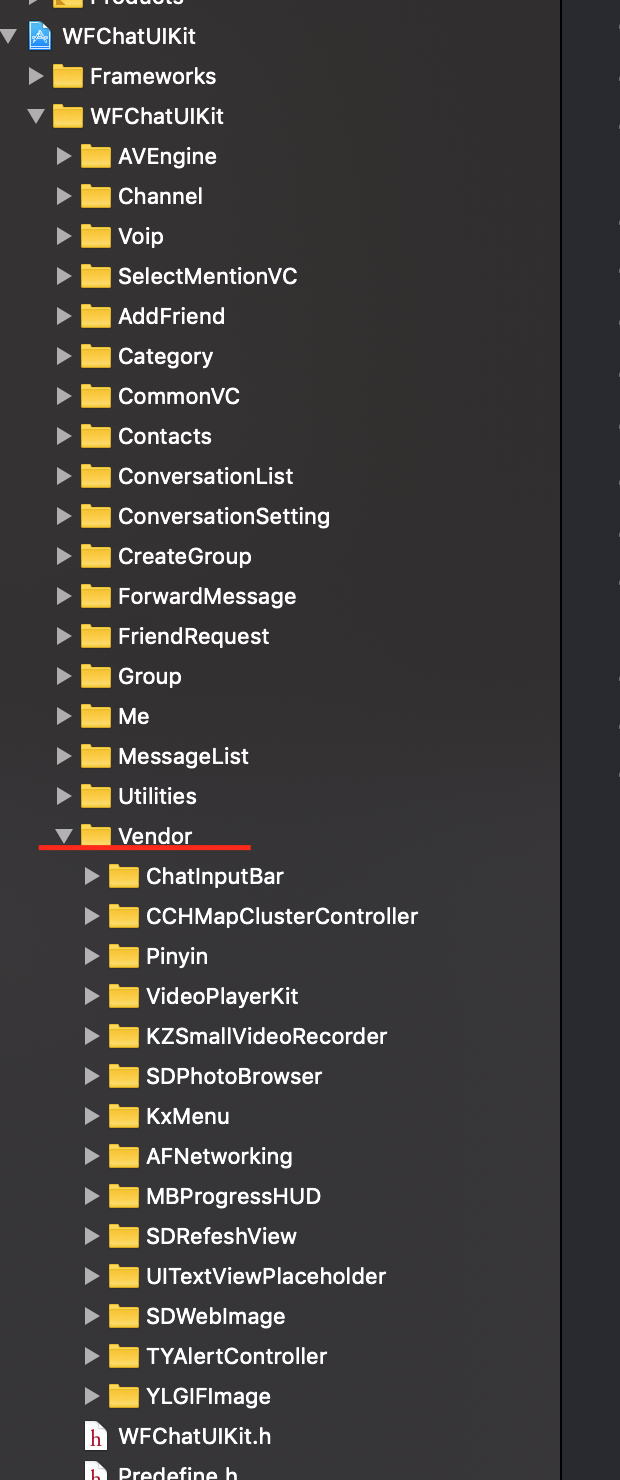 Products
WFChatUIKit
Frameworks
WFChatUIKit
AVEngine
Channel
Voip
SelectMentionVC
AddFriend
Category
CommonVC
Contacts
ConversationList
ConversationSetting
CreateGroup
ForwardMessage
FriendRequest
Group
Me
MessageList
Utilities
Vendor
ChatInputBar
CCHMapClusterController
Pinyin
VideoPlayerKit
KZSmallVideoRecorder
SDPhotoBrowser
KxMenu
AFNetworking
MBProgressHUD
SDRefeshView
UITextViewPlaceholder
SDWebImage
TYAlertController
YLGIFImage
h WFChatUIKit.h
h Predefine.h